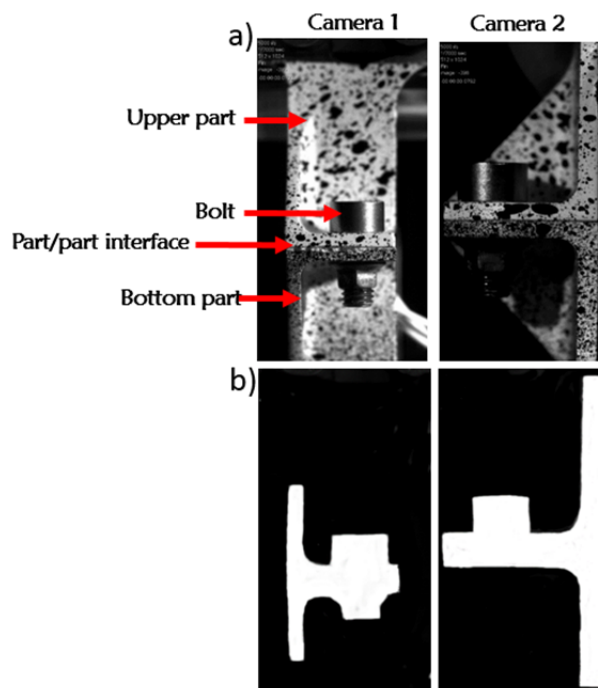 Camera 1
Camera 2
a)
Upper part
Bolt
Part/part interface
Bottom part
b)